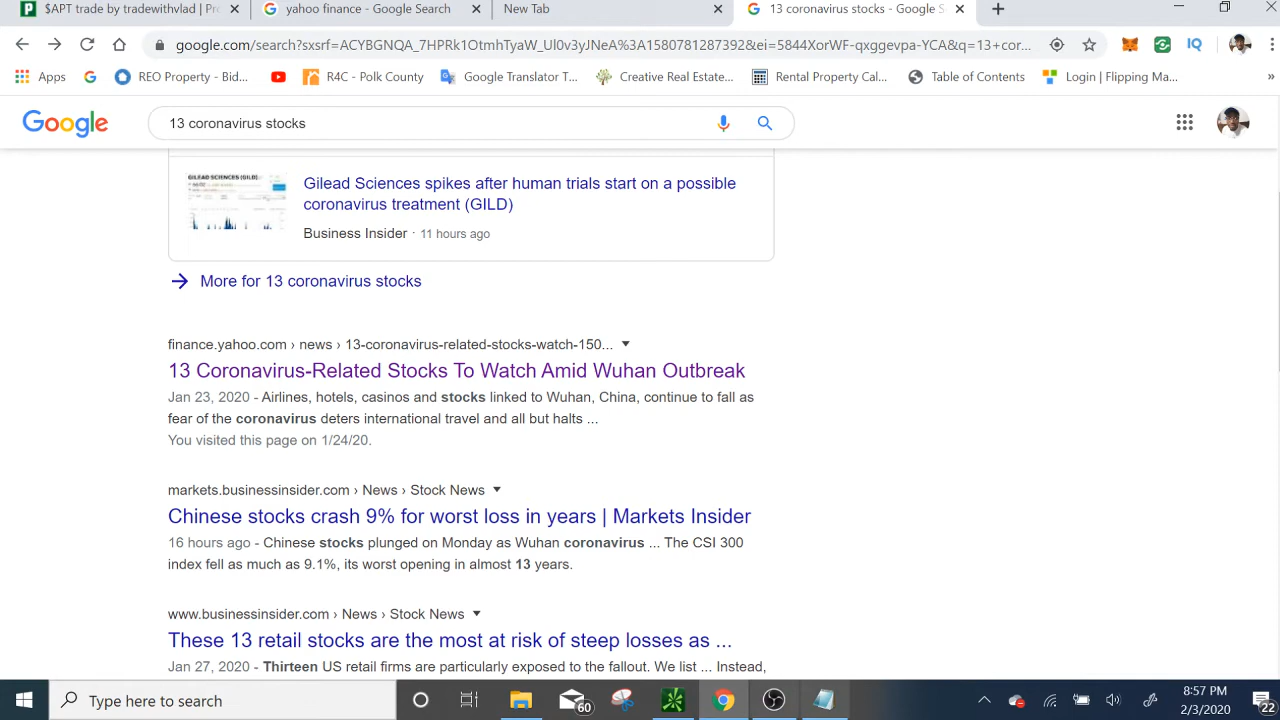 $APT trade by tradewithvlad | Pro
yahoo finance - Google Search
New Tab
13 coronavirus stocks - Google S
google.com/search?sxsrf=ACYBGNQA_7HPRk1OtmhTyaW_Ul0v3yJNeA%3A1580781287392&ei=5844XorWF-qxggevpa-YCA&q=13+cor...
Apps
REO Property - Bid...
R4C - Polk County
Google Translator T...
Creative Real Estate...
Rental Property Cal...
Table of Contents
Login | Flipping Ma...
»
Google
13 coronavirus stocks
GILEAD SCIENCES (GILD)
Gilead Sciences spikes after human trials start on a possible
coronavirus treatment (GILD)
Business Insider · 11 hours ago
More for 13 coronavirus stocks
finance.yahoo.com › news › 13-coronavirus-related-stocks-watch-150...
13 Coronavirus-Related Stocks To Watch Amid Wuhan Outbreak
Jan 23, 2020 - Airlines, hotels, casinos and stocks linked to Wuhan, China, continue to fall as
fear of the coronavirus deters international travel and all but halts ...
You visited this page on 1/24/20.
markets.businessinsider.com › News › Stock News
Chinese stocks crash 9% for worst loss in years | Markets Insider
16 hours ago - Chinese stocks plunged on Monday as Wuhan coronavirus ... The CSI 300
index fell as much as 9.1%, its worst opening in almost 13 years.
www.businessinsider.com › News › Stock News
These 13 retail stocks are the most at risk of steep losses as ...
Jan 27, 2020 - Thirteen US retail firms are particularly exposed to the fallout. We list ... Instead,
Type here to search
60
8:57 PM
2/3/2020
22